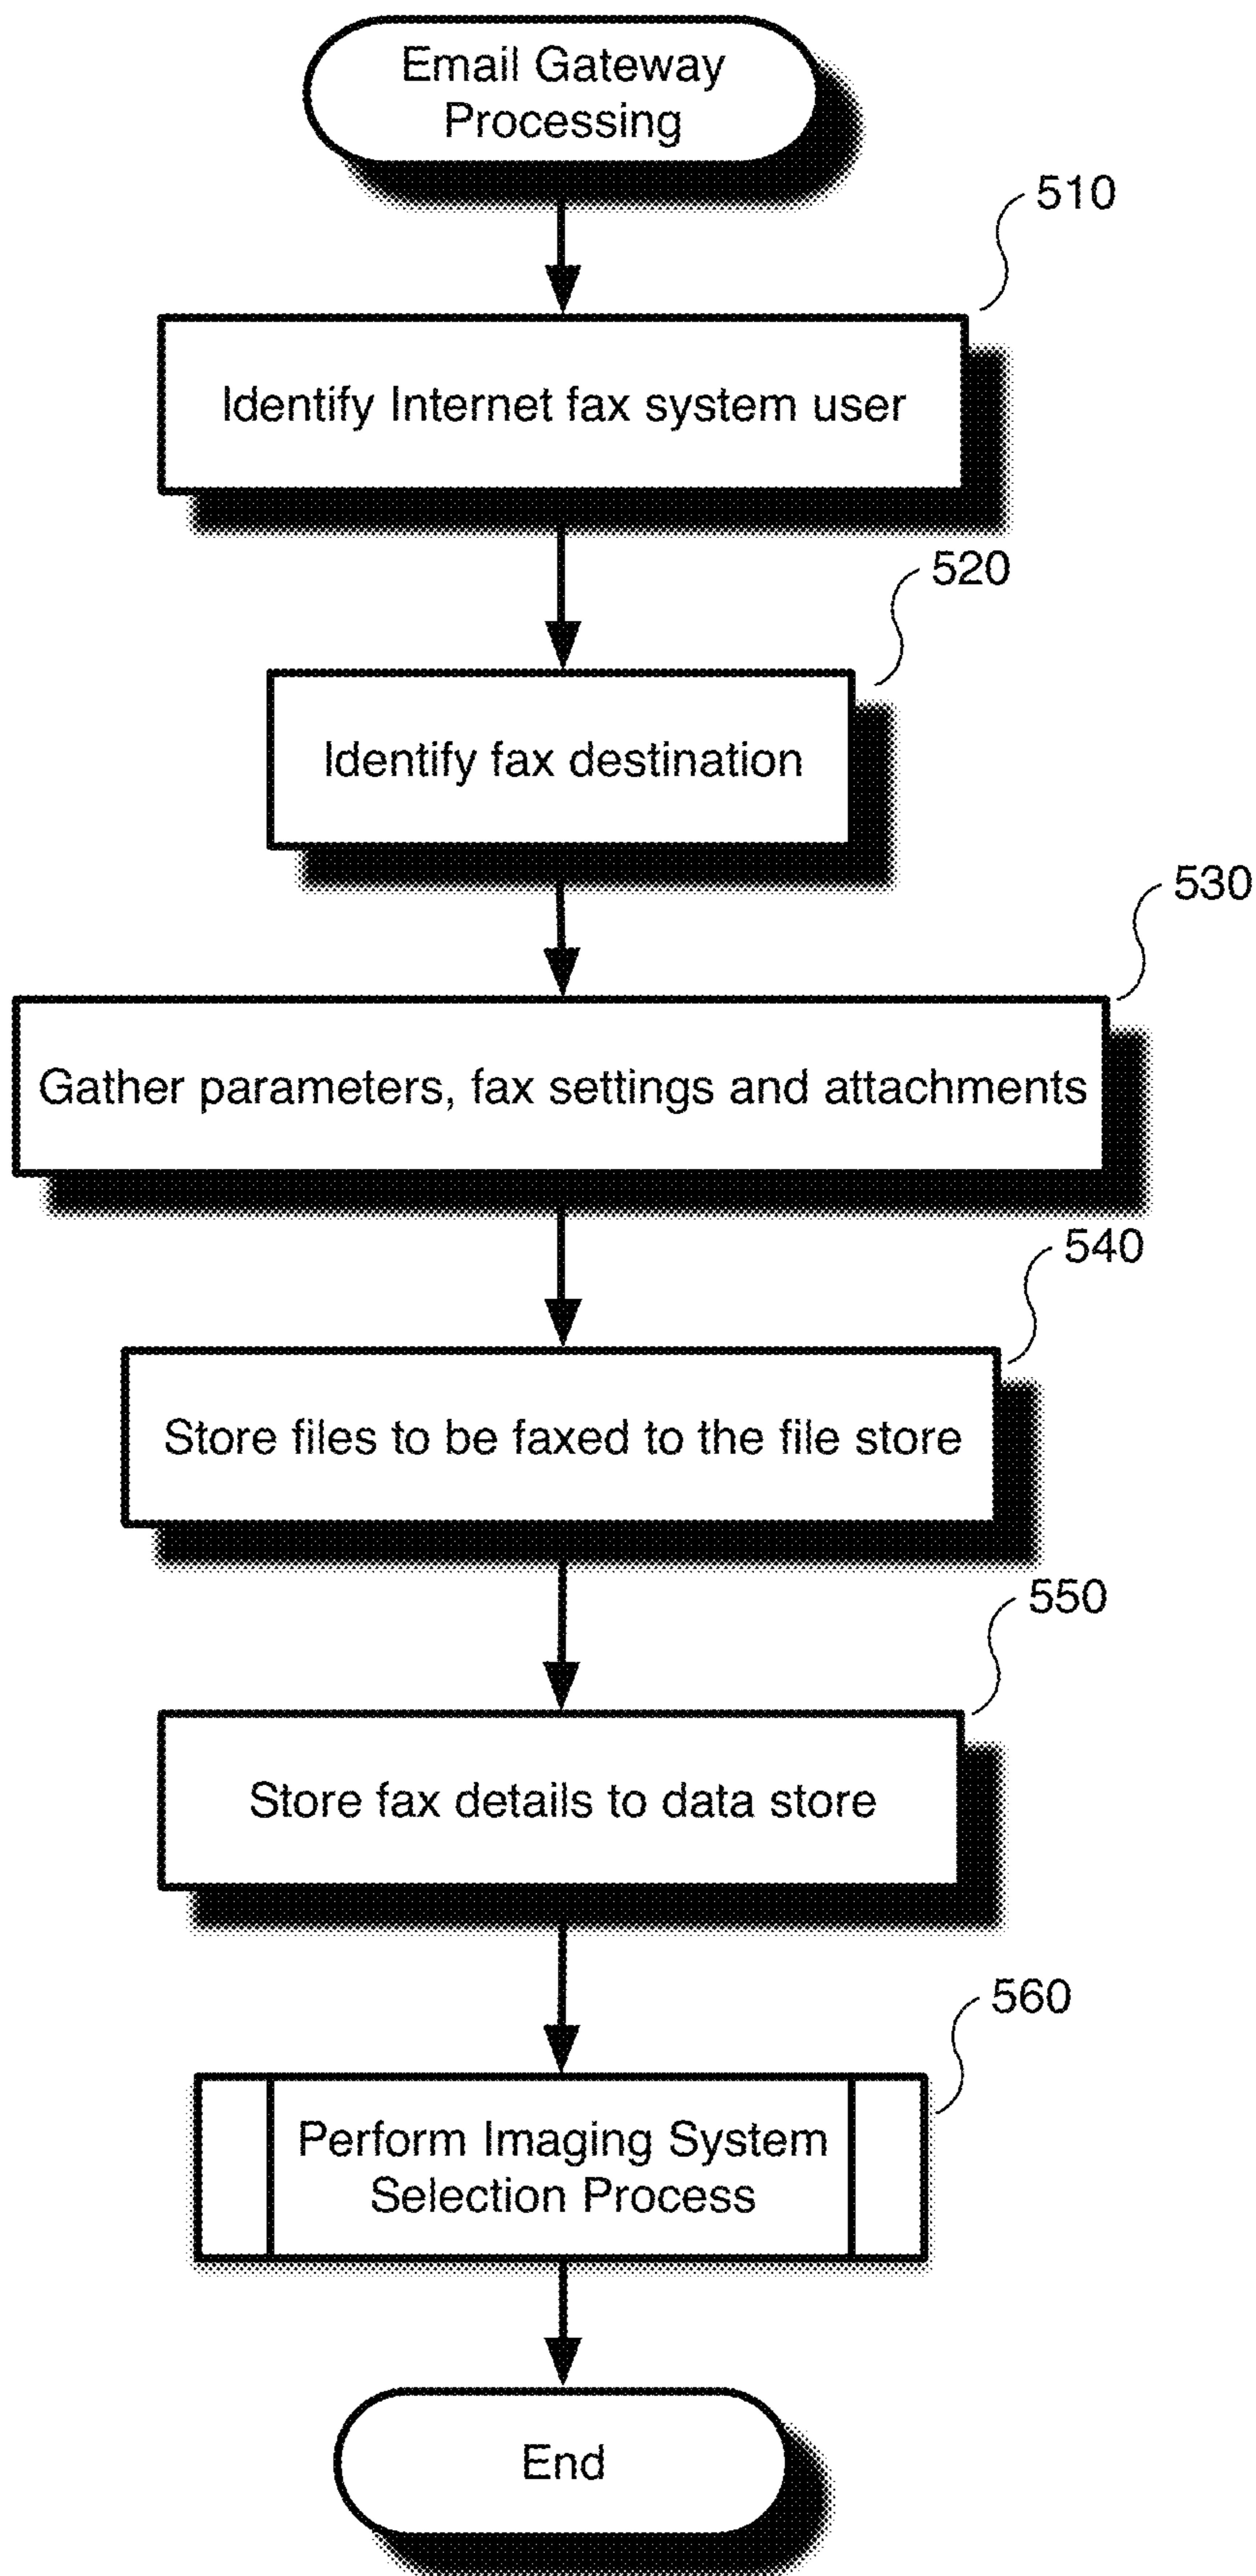 Email Gateway
Processing
510
Identify Internet fax system user
520
Identify fax destination
530
Gather parameters, fax settings and attachments
540
Store files to be faxed to the file store
550
Store fax details to data store
560
Perform Imaging System
Selection Process
End